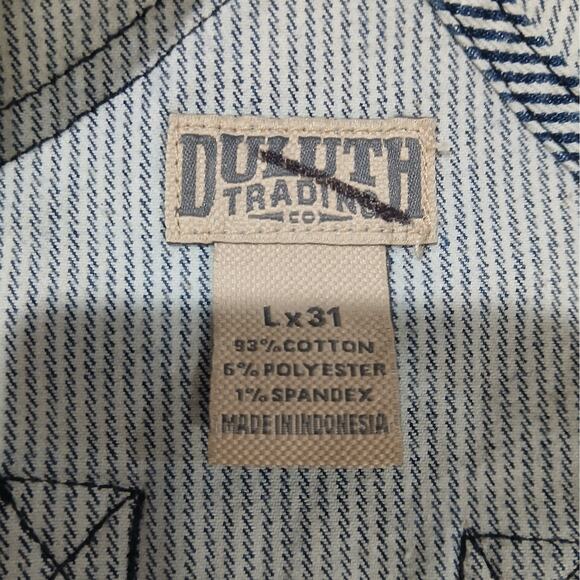 DULUTH
TRADING
CO
L x 31
93% COTTON
6% POLYESTER
1% SPANDEX
MADE IN INDONESIA